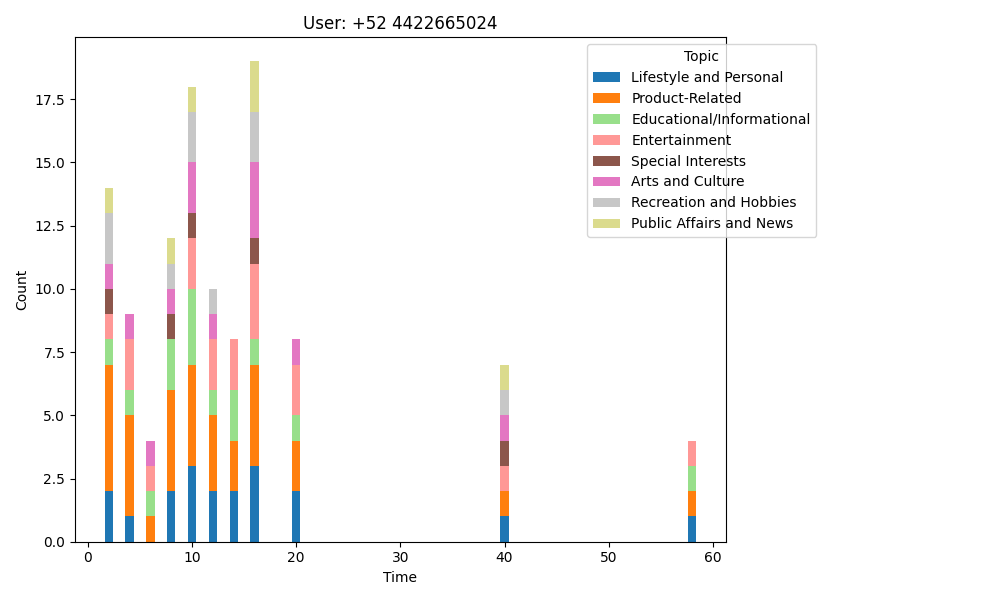 User: +52 4422665024
Topic
Lifestyle and Personal
Product-Related
Educational/Informational
Entertainment
Special Interests
Arts and Culture
Recreation and Hobbies
Public Affairs and News
Count
17.5
15.0
12.5
10.0
7.5
5.0
2.5
0.0
0 10 20 30 40 50 60
Time